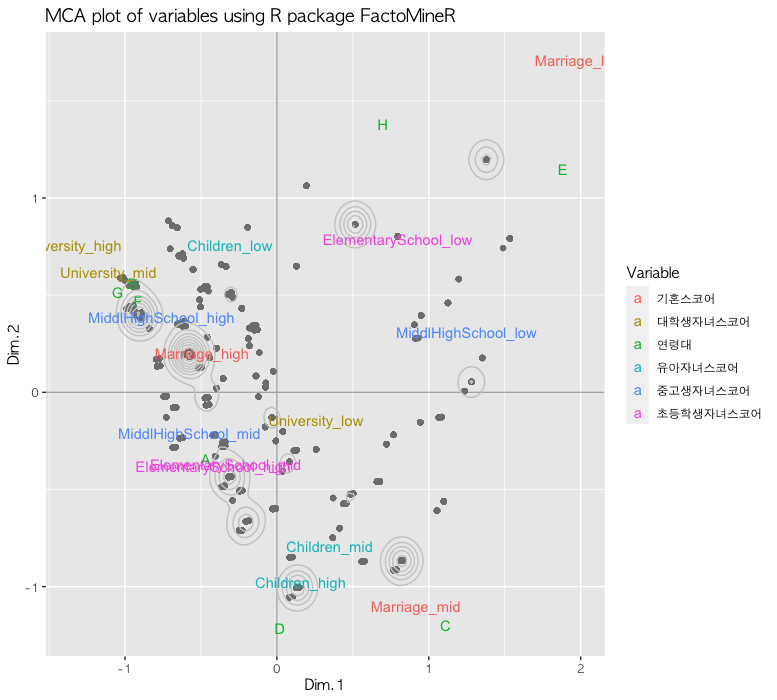 MCA plot of variables using R package FactoMineR
Marriage_l
H
E
ElementarySchool_low
Children_low
versity_high
University_mid
G
F
MiddlHighSchool_high
MiddlHighSchool_low
Marriage_high
University_low
MiddlHighSchool_mid
A
ElementarySchool_mid
ElementarySchool_high
Children_mid
Children_high
Marriage_mid
D
C
1
0
-1
-1
0
1
2
Dim. 1
Dim. 2
Variable
a 기혼스코어
a 대학생자녀스코어
a 연령대
a 유아자녀스코어
a 중고생자녀스코어
a 초등학생자녀스코어